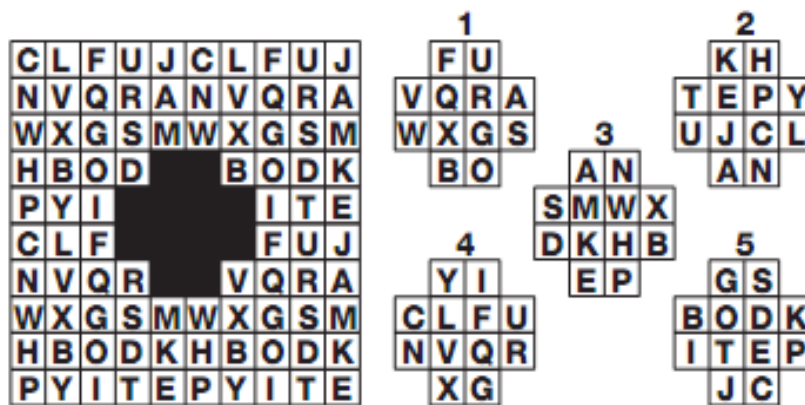 C L F U J C L F U J
N V Q R A N V Q R A
W X G S M W X G S M
H B O D B O D K
P Y I I T E
C L F F U J
N V Q R V Q R A
W X G S M W X G S M
H B O D K H B O D K
P Y I T E P Y I T E
1
F U
V Q R A
W X G S
B O
2
K H
T E P Y
U J C L
A N
3
A N
S M W X
D K H B
E P
4
Y I
C L F U
N V Q R
X G
5
G S
B O D K
I T E P
J C